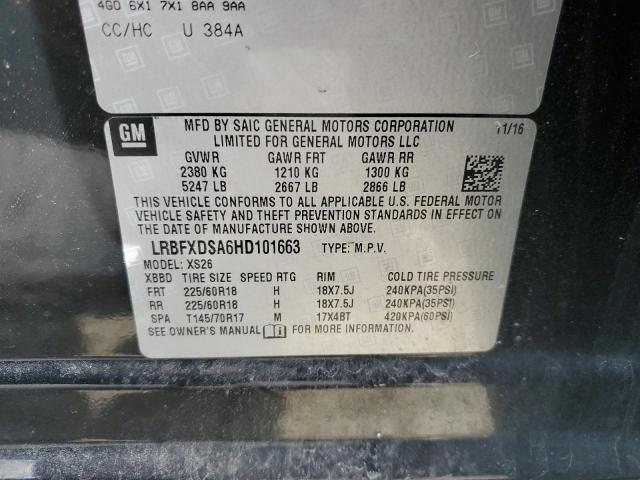 4G0 6X1 7X1 8AA 9AA
CC/HC U 384A
GM
MFD BY SAIC GENERAL MOTORS CORPORATION 11/16
LIMITED FOR GENERAL MOTORS LLC
GVWR GAWR FRT GAWR RR
2380 KG 1210 KG 1300 KG
5247 LB 2667 LB 2866 LB
THIS VEHICLE CONFORMS TO ALL APPLICABLE U.S. FEDERAL MOTOR
VEHICLE SAFETY AND THEFT PREVENTION STANDARDS IN EFFECT ON
THE DATE OF MANUFACTURE SHOWN ABOVE.
LRBFXDSA6HD101663 TYPE: M.P.V.
MODEL: XS26
XBBD TIRE SIZE SPEED RTG RIM COLD TIRE PRESSURE
FRT 225/60R18 H 18X7.5J 240KPA(35PSI)
RR 225/60R18 H 18X7.5J 240KPA(35PSI)
SPA T145/70R17 M 17X4BT 420KPA(60PSI)
SEE OWNER'S MANUAL FOR MORE INFORMATION.